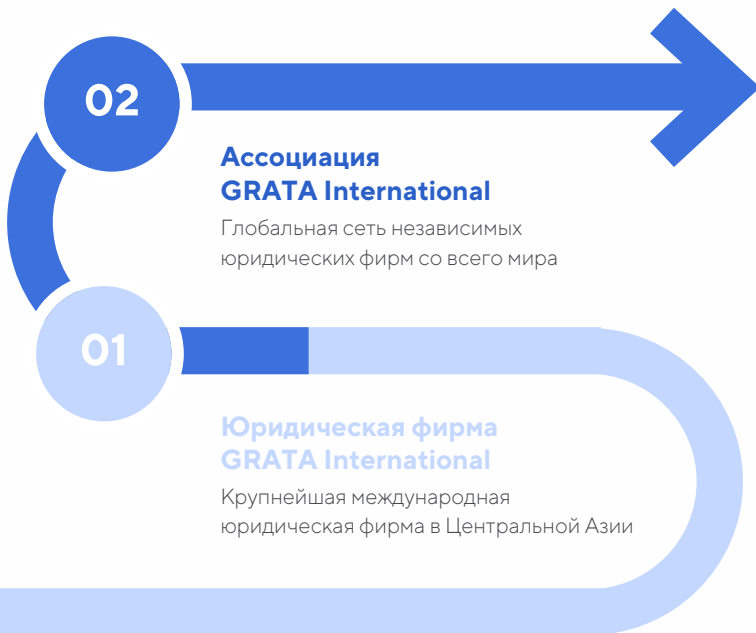 02
Ассоциация
GRATA International
Глобальная сеть независимых
юридических фирм со всего мира
01
Юридическая фирма
GRATA International
Крупнейшая международная
юридическая фирма в Центральной Азии